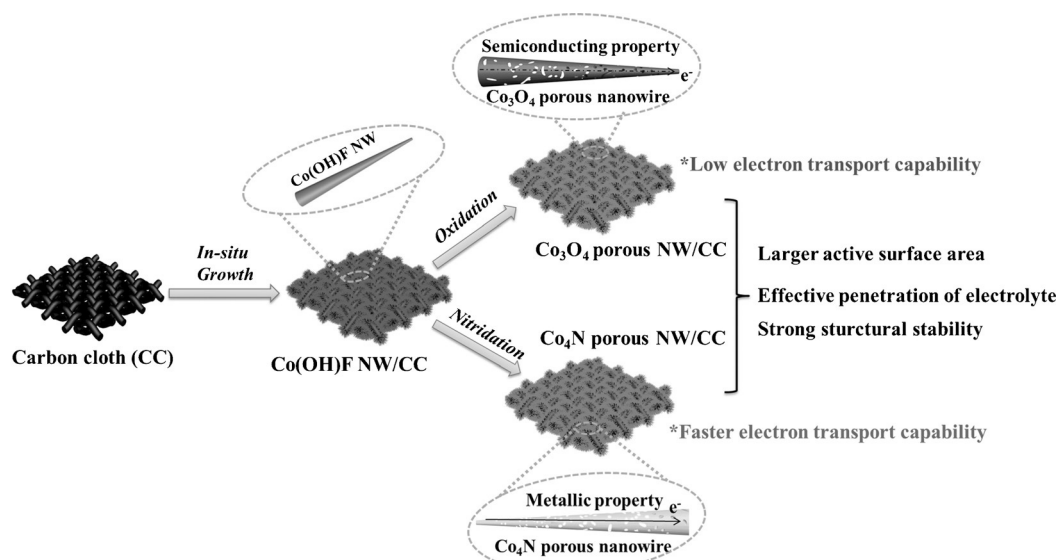 Semiconducting property
e-
Co3O4 porous nanowire
Co(OH)F NW
*Low electron transport capability
Oxidation
Co3O4 porous NW/CC
In-situ
Growth
Larger active surface area
Effective penetration of electrolyte
Strong sturctural stability
Carbon cloth (CC)
Co(OH)F NW/CC
Nitridation
Co4N porous NW/CC
*Faster electron transport capability
Metallic property
e-
Co4N porous nanowire